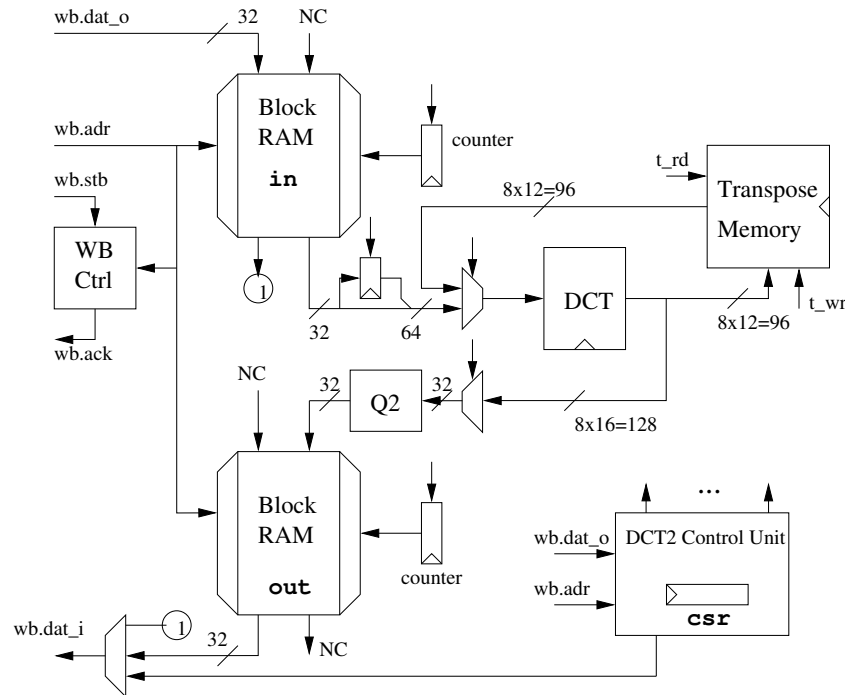 wb.dat_o
32
NC
Block
RAM
in
counter
wb.adr
wb.stb
WB
Ctrl
wb.ack
1
32
64
8x12=96
t_rd
Transpose
Memory
DCT
8x12=96
t_wr
NC
32
Q2
32
8x16=128
Block
RAM
out
counter
...
DCT2 Control Unit
wb.dat_o
wb.adr
csr
wb.dat_i
1
32
NC